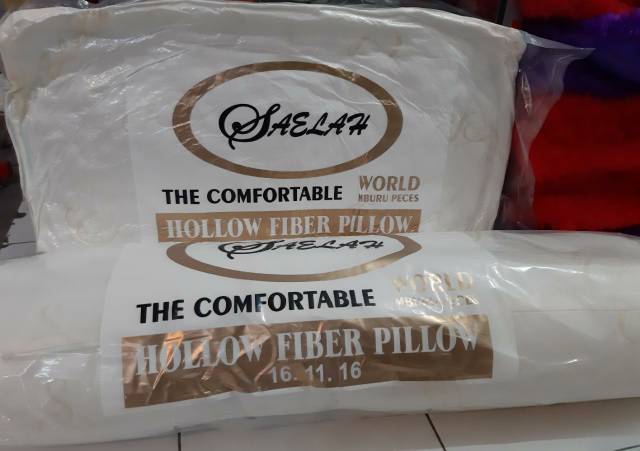 SAELAH
THE COMFORTABLE
WORLD
MBURU PECES
HOLLOW FIBER PILLOW
SAELAH
THE COMFORTABLE
WORLD
HOLLOW FIBER PILLOW
16.11.16